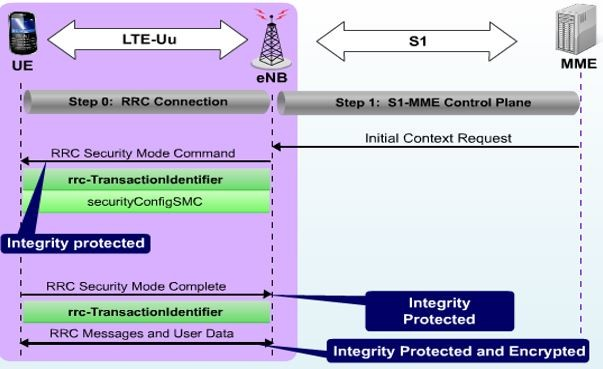 LTE-Uu
S1
UE
eNB
MME
Step 0: RRC Connection
Step 1: S1-MME Control Plane
Initial Context Request
RRC Security Mode Command
rrc-TransactionIdentifier
securityConfigSMC
Integrity protected
RRC Security Mode Complete
Integrity
Protected
rrc-TransactionIdentifier
RRC Messages and User Data
Integrity Protected and Encrypted